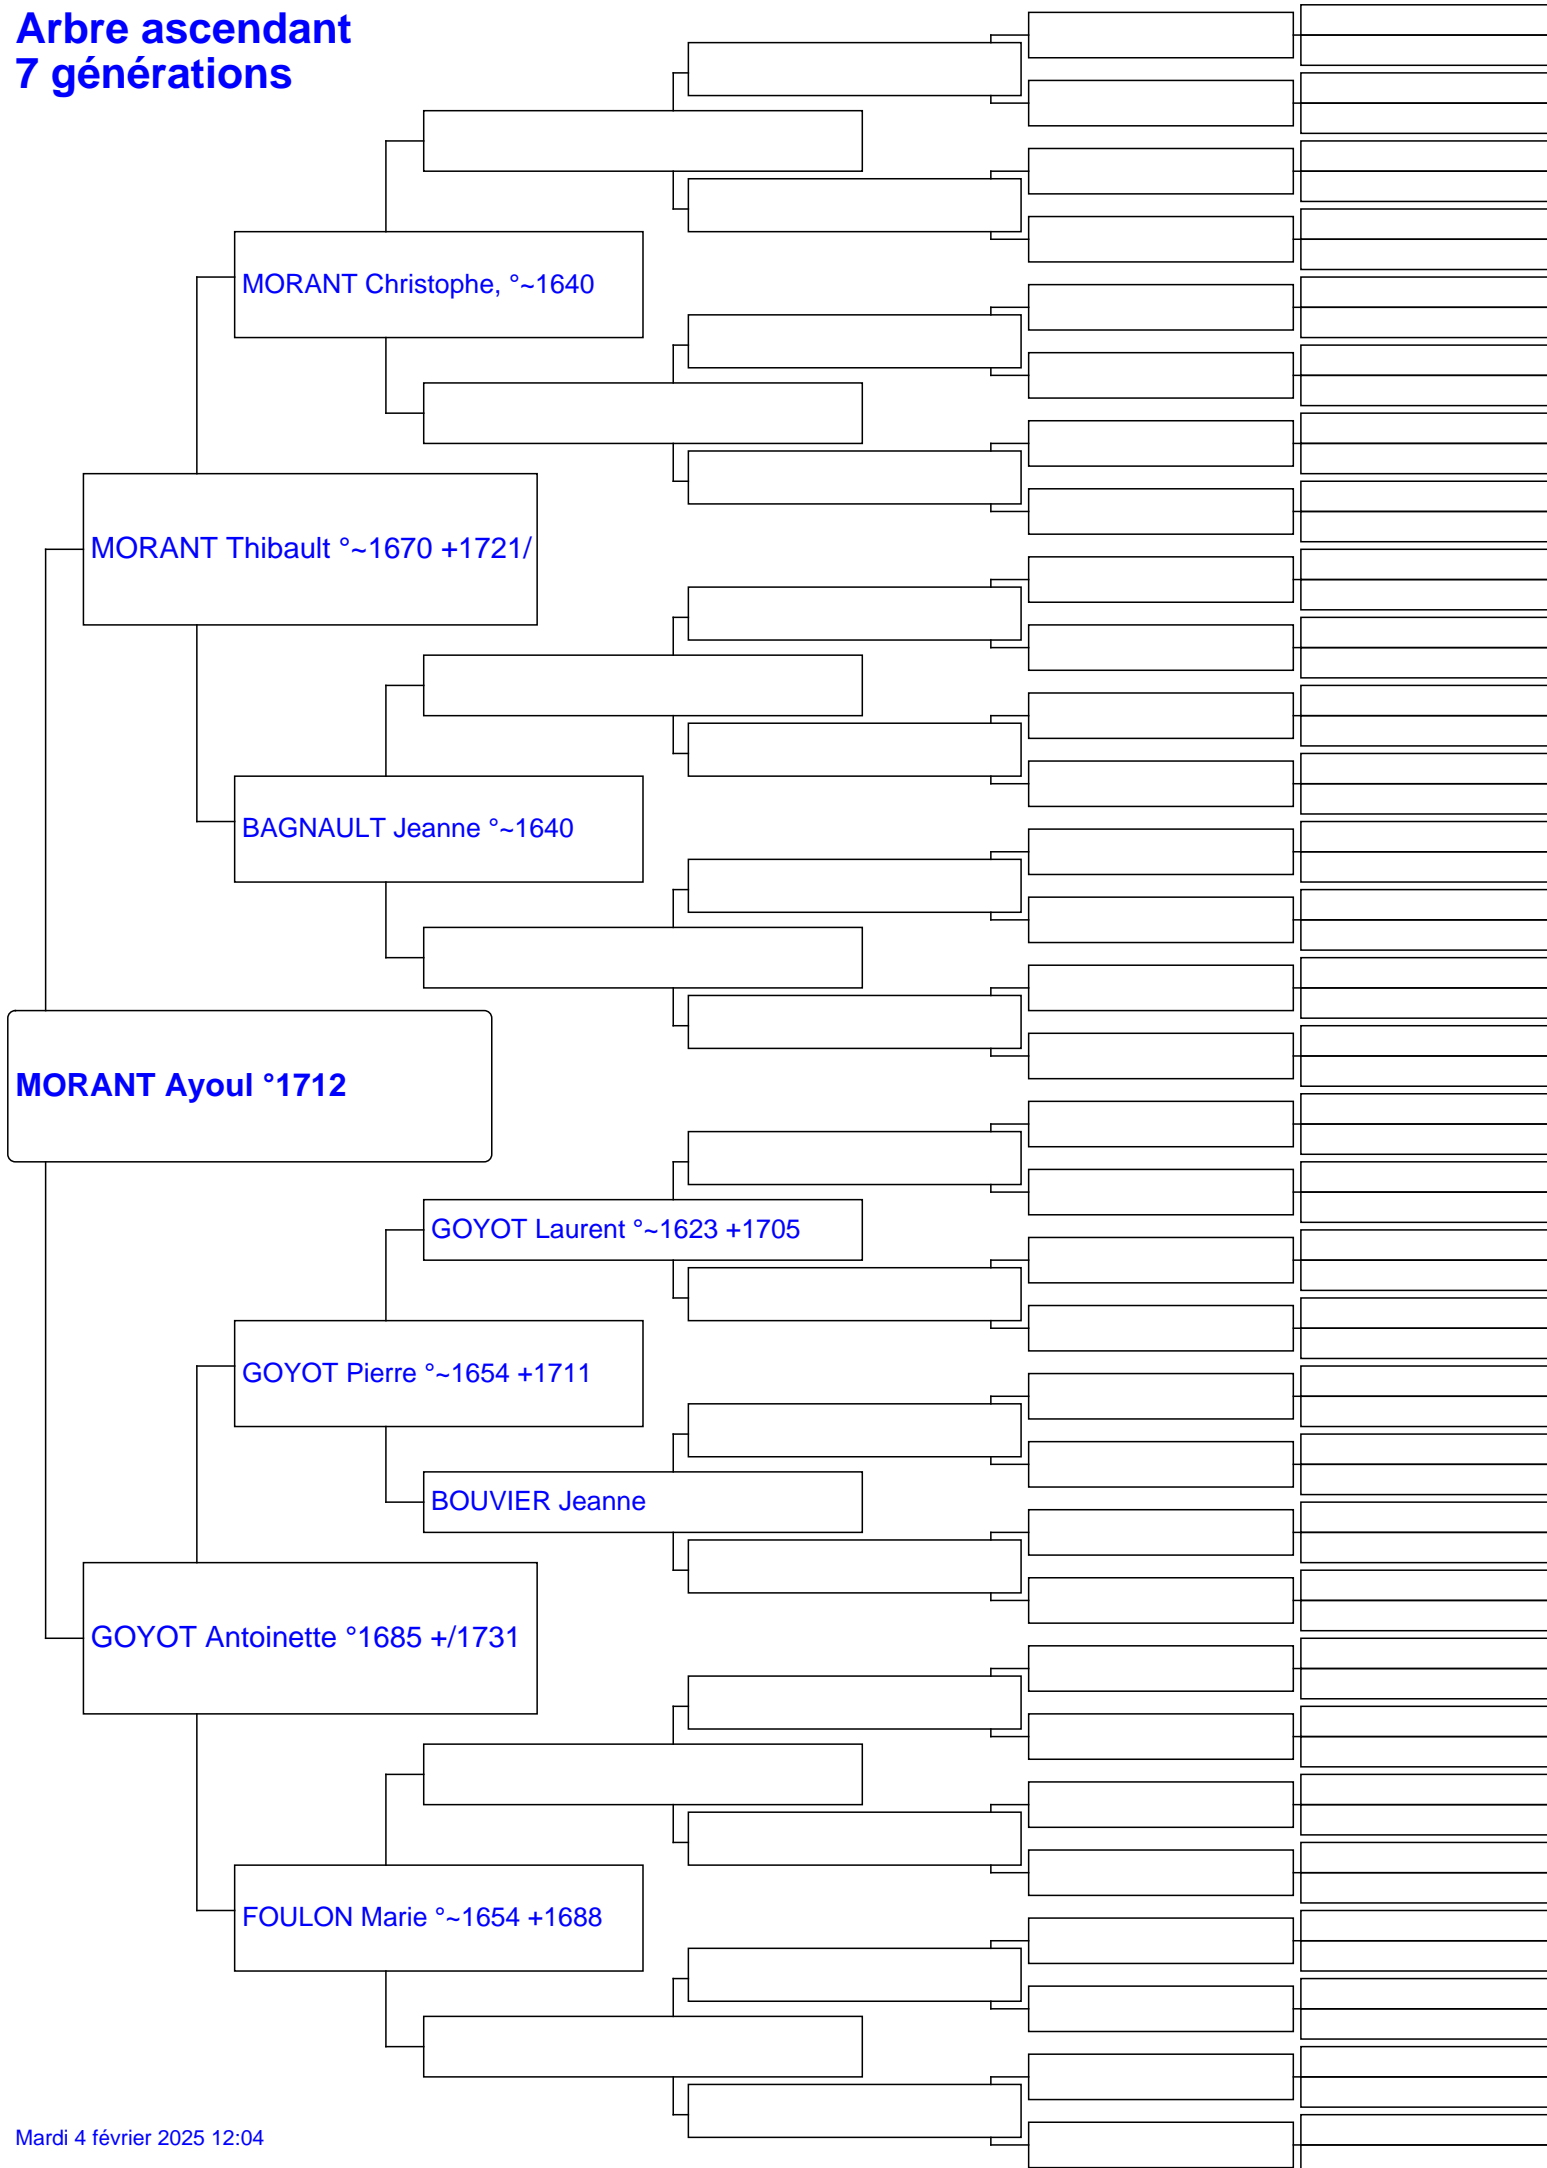 Arbre ascendant
7 générations
MORANT Christophe, °~1640
MORANT Thibault °~1670 +1721/
BAGNAULT Jeanne °~1640
MORANT Ayoul °1712
GOYOT Laurent °~1623 +1705
GOYOT Pierre °~1654 +1711
BOUVIER Jeanne
GOYOT Antoinette °1685 +/1731
FOULON Marie °~1654 +1688
Mardi 4 février 2025 12:04